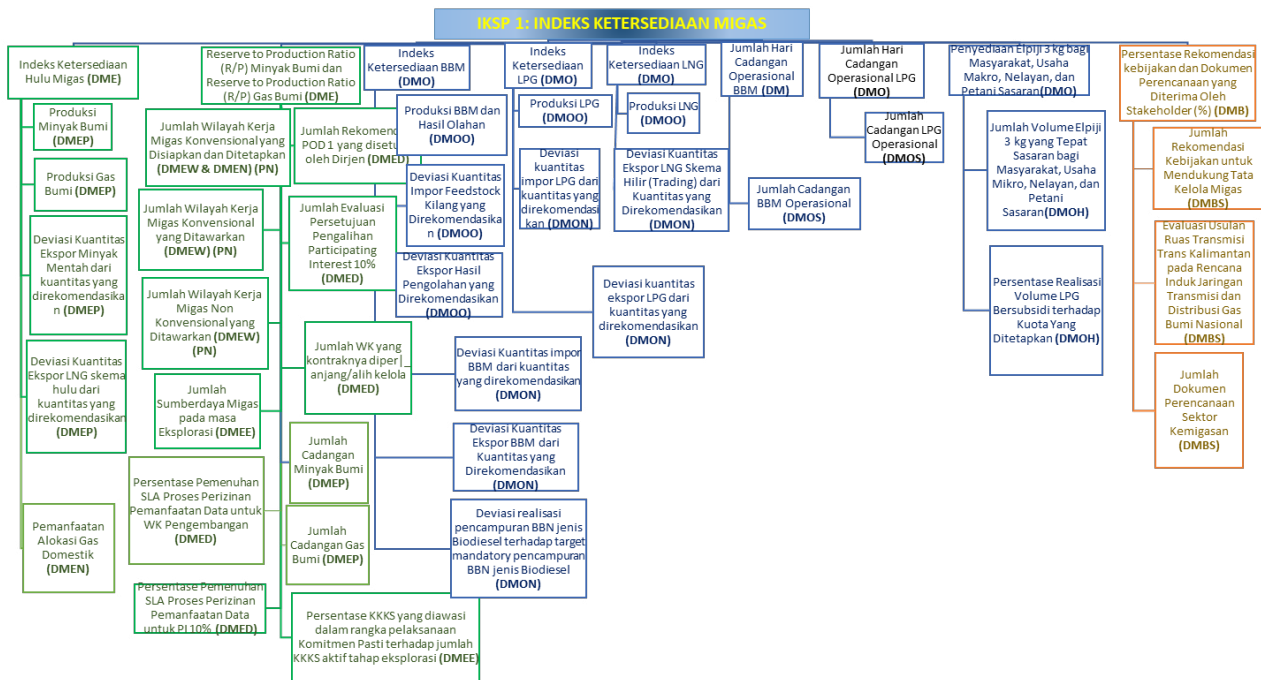 IKSP 1: INDEKS KETERSEDIAAN MIGAS
Indeks Ketersediaan
Hulu Migas (DME)
Produksi
Minyak Bumi
(DMEP)
Produksi Gas
Bumi (DMEP)
Deviasi Kuantitas
Ekspor Minyak
Mentah dari
kuantitas yang
direkomendasika
n (DMEP)
Deviasi Kuantitas
Ekspor LNG skema
hulu dari
kuantitas yang
direkomendasikan
(DMEP)
Pemanfaatan
Alokasi Gas
Domestik
(DMEN)
Reserve to Production Ratio
(R/P) Minyak Bumi dan
Reserve to Production Ratio
(R/P) Gas Bumi (DME)
Jumlah Wilayah Kerja
Migas Konvensional yang
Disiapkan dan Ditetapkan
(DMEW & DMEN) (PN)
Jumlah Wilayah Kerja
Migas Konvensional
yang Ditawarkan
(DMEW) (PN)
Jumlah Wilayah Kerja
Migas Non
Konvensional yang
Ditawarkan (DMEW)
(PN)
Jumlah
Sumberdaya Migas
pada masa
Eksplorasi (DMEE)
Persentase Pemenuhan
SLA Proses Perizinan
Pemanfaatan Data untuk
WK Pengembangan
(DMED)
Persentase Pemenuhan
SLA Proses Perizinan
Pemanfaatan Data
untuk PI 10% (DMED)
Jumlah Rekomend
POD 1 yang disetu
oleh Dirjen (DMED)
Jumlah Evaluasi
Persetujuan
Pengalihan
Participating
Interest 10%
(DMED)
Jumlah WK yang
kontraknya diper|_
anjang/alih kelola
(DMED)
Jumlah
Cadangan
Minyak Bumi
(DMEP)
Jumlah
Cadangan Gas
Bumi (DMEP)
Persentase KKKS yang diawasi
dalam rangka pelaksanaan
Komitmen Pasti terhadap jumlah
KKKS aktif tahap eksplorasi (DMEE)
Indeks
Ketersediaan BBM
(DMO)
Produksi BBM dan
Hasil Olahan
(DMOO)
Deviasi Kuantitas
Impor Feedstock
Kilang yang
Direkomendasika
n (DMOO)
Deviasi Kuantitas
Ekspor Hasil
Pengolahan yang
Direkomendasikan
(DMOO)
Deviasi Kuantitas impor
BBM dari kuantitas
yang direkomendasikan
(DMON)
Deviasi Kuantitas
Ekspor BBM dari
Kuantitas yang
Direkomendasikan
(DMON)
Deviasi realisasi
pencampuran BBN jenis
Biodiesel terhadap target
mandatory pencampuran
BBN jenis Biodiesel
(DMON)
Indeks
Ketersediaan
LPG (DMO)
Produksi LPG
(DMOO)
Deviasi
kuantitas
impor LPG dari
kuantitas yang
direkomendasi
kan (DMON)
Deviasi kuantitas
ekspor LPG dari
kuantitas yang
direkomendasikan
(DMON)
Indeks
Ketersediaan LNG
(DMO)
Produksi LNG
(DMOO)
Deviasi Kuantitas
Ekspor LNG Skema
Hilir (Trading) dari
Kuantitas yang
Direkomendasikan
(DMON)
Jumlah Hari
Cadangan
Operasional
BBM (DM)
Jumlah Cadangan
BBM Operasional
(DMOS)
Jumlah Hari
Cadangan
Operasional LPG
(DMO)
Jumlah
Cadangan LPG
Operasional
(DMOS)
Penyediaan Elpiji 3 kg bagi
Masyarakat, Usaha
Makro, Nelayan, dan
Petani Sasaran(DMO)
Jumlah Volume Elpiji
3 kg yang Tepat
Sasaran bagi
Masyarakat, Usaha
Mikro, Nelayan, dan
Petani
Sasaran(DMOH)
Persentase Realisasi
Volume LPG
Bersubsidi terhadap
Kuota Yang
Ditetapkan (DMOH)
Persentase Rekomendasi
kebijakan dan Dokumen
Perencanaan yang
Diterima Oleh
Stakeholder (%) (DMB)
Jumlah
Rekomendasi
Kebijakan untuk
Mendukung Tata
Kelola Migas
(DMBS)
Evaluasi Usulan
Ruas Transmisi
Trans Kalimantan
pada Rencana
Induk Jaringan
Transmisi dan
Distribusi Gas
Bumi Nasional
(DMBS)
Jumlah
Dokumen
Perencanaan
Sektor
Kemigasan
(DMBS)